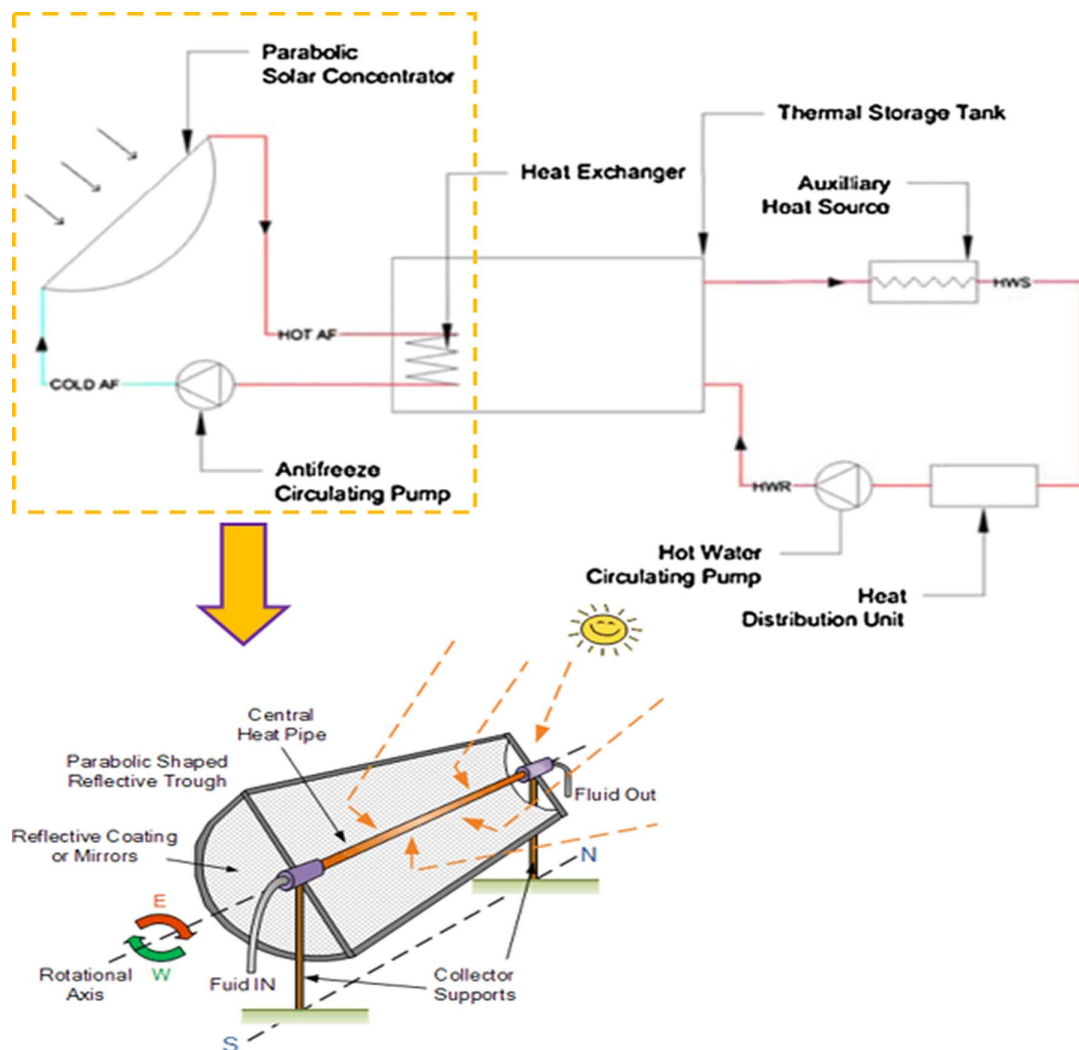 Parabolic
Solar Concentrator
Thermal Storage Tank
Heat Exchanger
Auxilliary
Heat Source
HWS
HOT AF
COLD AF
Antifreeze
Circulating Pump
HWR
Hot Water
Circulating Pump
Heat
Distribution Unit
Central
Heat Pipe
Parabolic Shaped
Reflective Trough
Fluid Out
Reflective Coating
or Mirrors
N
E
W
Rotational
Axis
Fuid IN
Collector
Supports
S